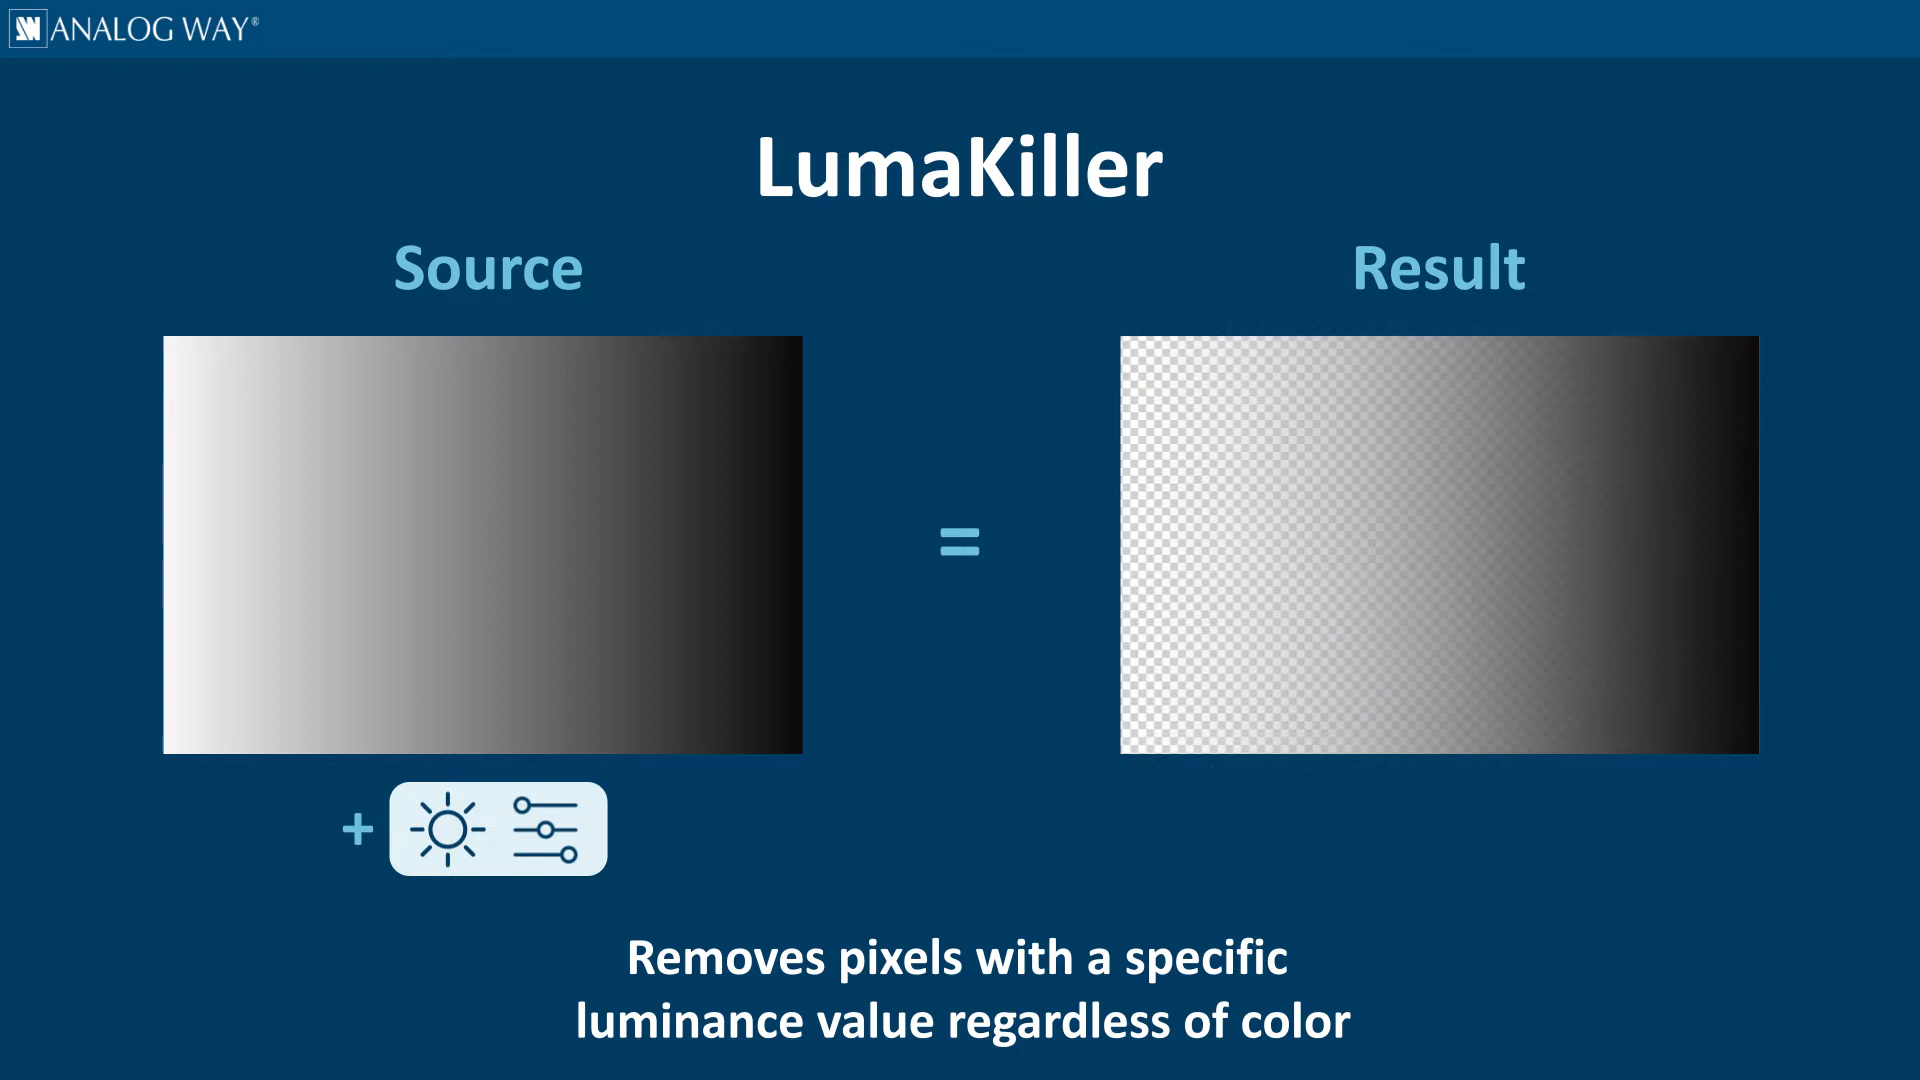 ANALOG WAY®
LumaKiller
Source
Result
=
+
Removes pixels with a specific
luminance value regardless of color